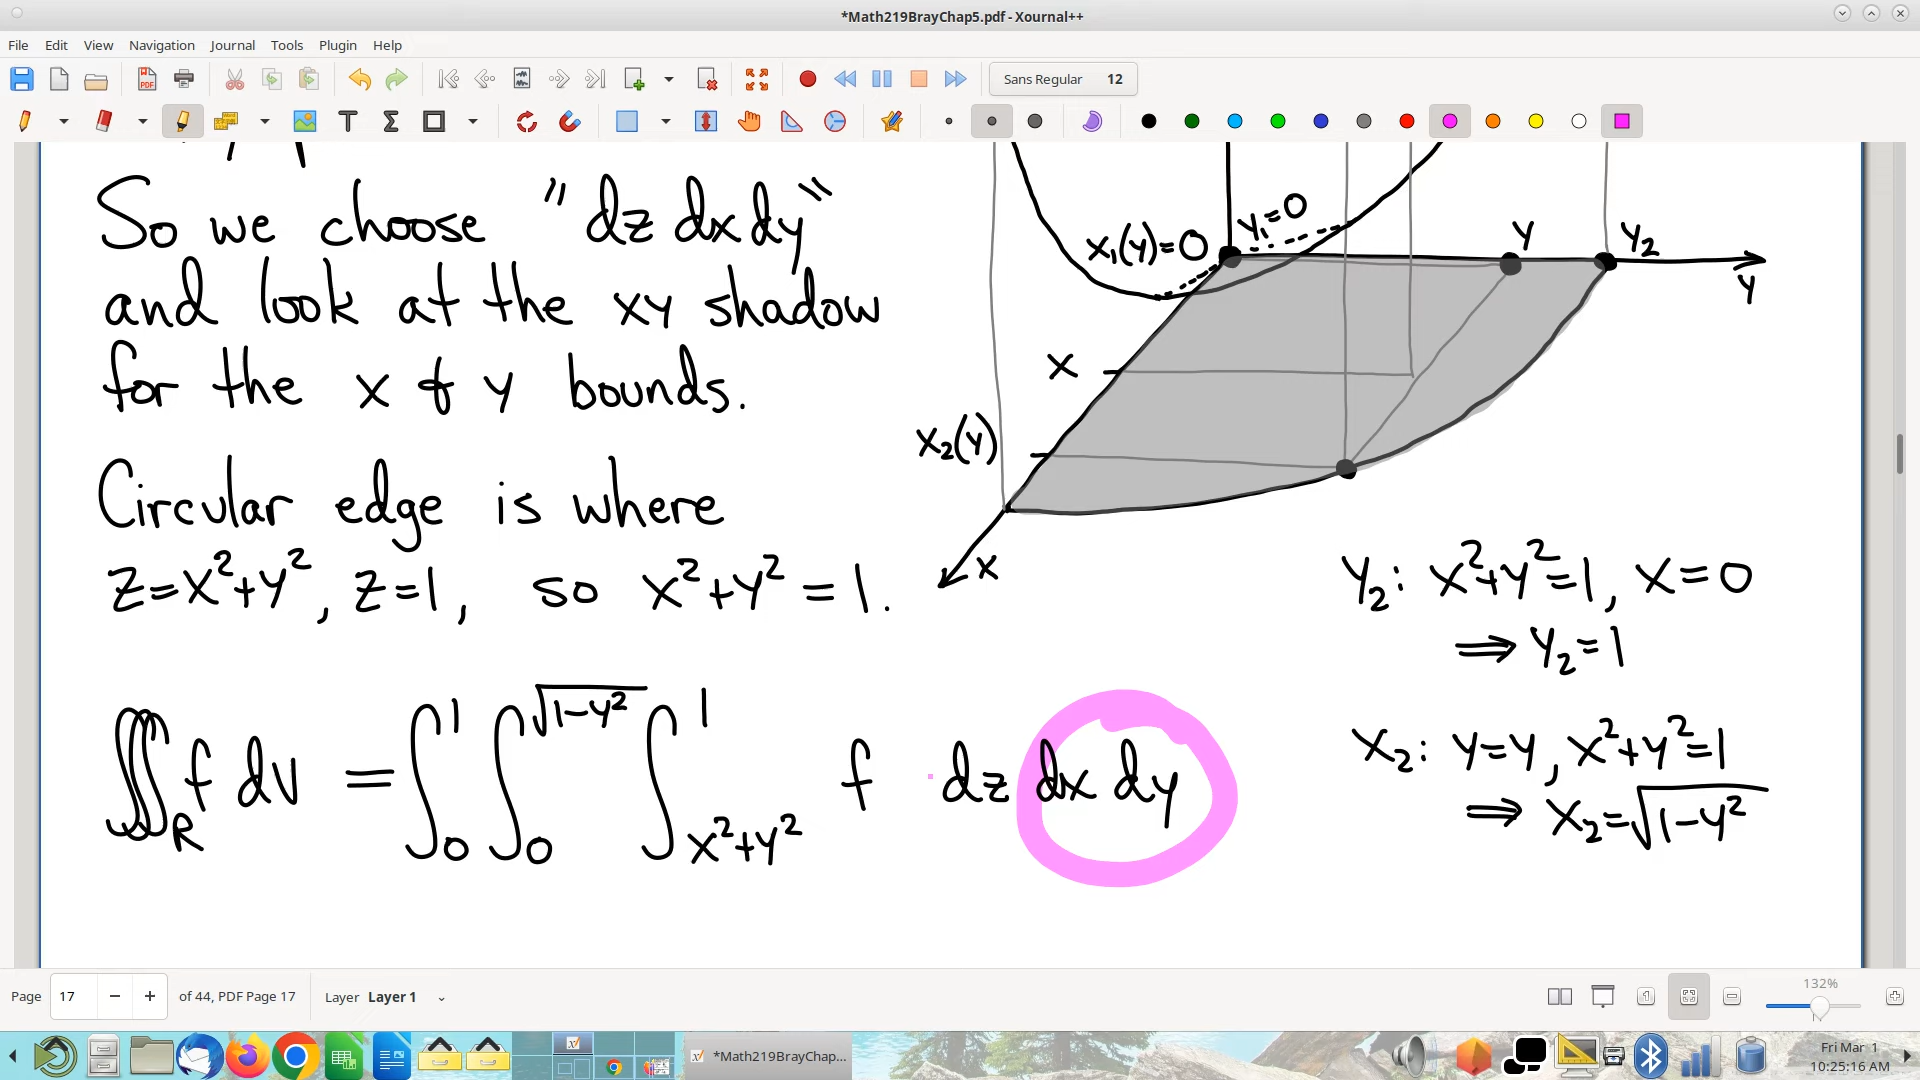 *Math219BrayChap5.pdf - Xournal++
File Edit View Navigation Journal Tools Plugin Help
Sans Regular 12
So we choose "dz dx dy"
and look at the xy shadow
for the x & y bounds.
Circular edge is where
z=x²+y², z=1, so x²+y²=1.
∭_R f dV = ∫_0^1 ∫_0^√(1-y²) ∫_{x²+y²}^1 f dz dx dy
x₁(y)=0
y₁=0
y
y₂
y
x
x₂(y)
x
y₂: x²+y²=1, x=0
⇒ y₂=1
x₂: y=y, x²+y²=1
⇒ x₂=√(1-y²)
Page 17 of 44, PDF Page 17 Layer Layer 1
132%
*Math219BrayChap...
Fri Mar 1
10:25:16 AM